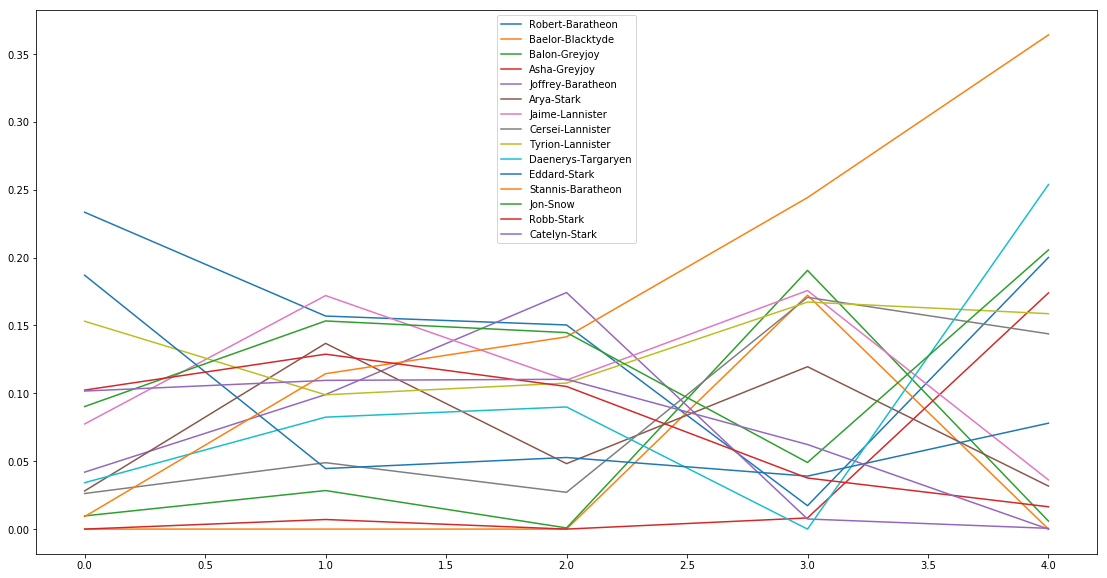 Robert-Baratheon
Baelor-Blacktyde
Balon-Greyjoy
Asha-Greyjoy
Joffrey-Baratheon
Arya-Stark
Jaime-Lannister
Cersei-Lannister
Tyrion-Lannister
Daenerys-Targaryen
Eddard-Stark
Stannis-Baratheon
Jon-Snow
Robb-Stark
Catelyn-Stark
0.35
0.30
0.25
0.20
0.15
0.10
0.05
0.00
0.0 0.5 1.0 1.5 2.0 2.5 3.0 3.5 4.0